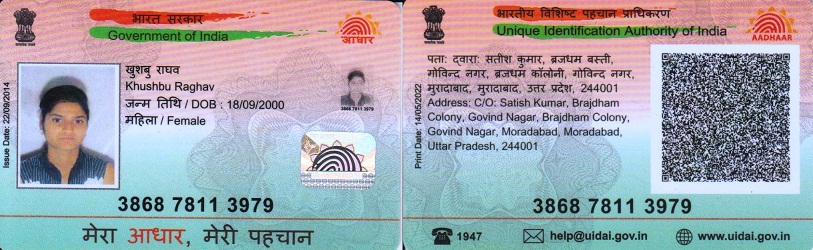 भारत सरकार
Government of India
आधार
Issue Date: 22/09/2014
खुशबु राघव
Khushbu Raghav
जन्म तिथि / DOB : 18/09/2000
महिला / Female
3868 7811 3979
3868 7811 3979
मेरा आधार, मेरी पहचान
भारतीय विशिष्ट पहचान प्राधिकरण
Unique Identification Authority of India
AADHAAR
Print Date: 14/05/2022
पता: द्वारा: सतीश कुमार, ब्रजधम बस्ती,
गोविन्द नगर, ब्रजधम कॉलोनी, गोविन्द नगर,
मुरादाबाद, मुरादाबाद, उत्तर प्रदेश, 244001
Address: C/O: Satish Kumar, Brajdham
Colony, Govind Nagar, Brajdham Colony,
Govind Nagar, Moradabad, Moradabad,
Uttar Pradesh, 244001
3868 7811 3979
1947 help@uidai.gov.in www.uidai.gov.in